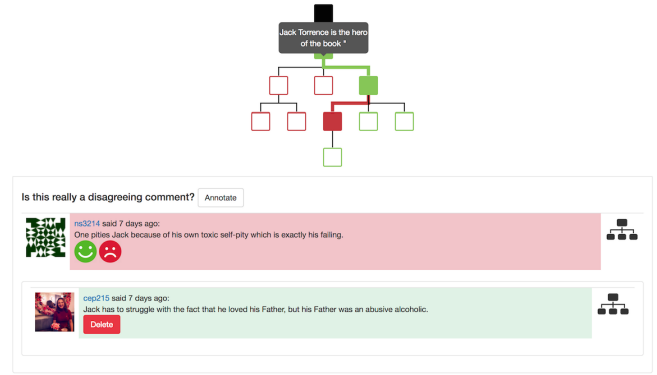 Jack Torrence is the hero
of the book "
Is this really a disagreeing comment? Annotate
ns3214 said 7 days ago:
One pities Jack because of his own toxic self-pity which is exactly his failing.
cep215 said 7 days ago:
Jack has to struggle with the fact that he loved his Father, but his Father was an abusive alcoholic.
Delete